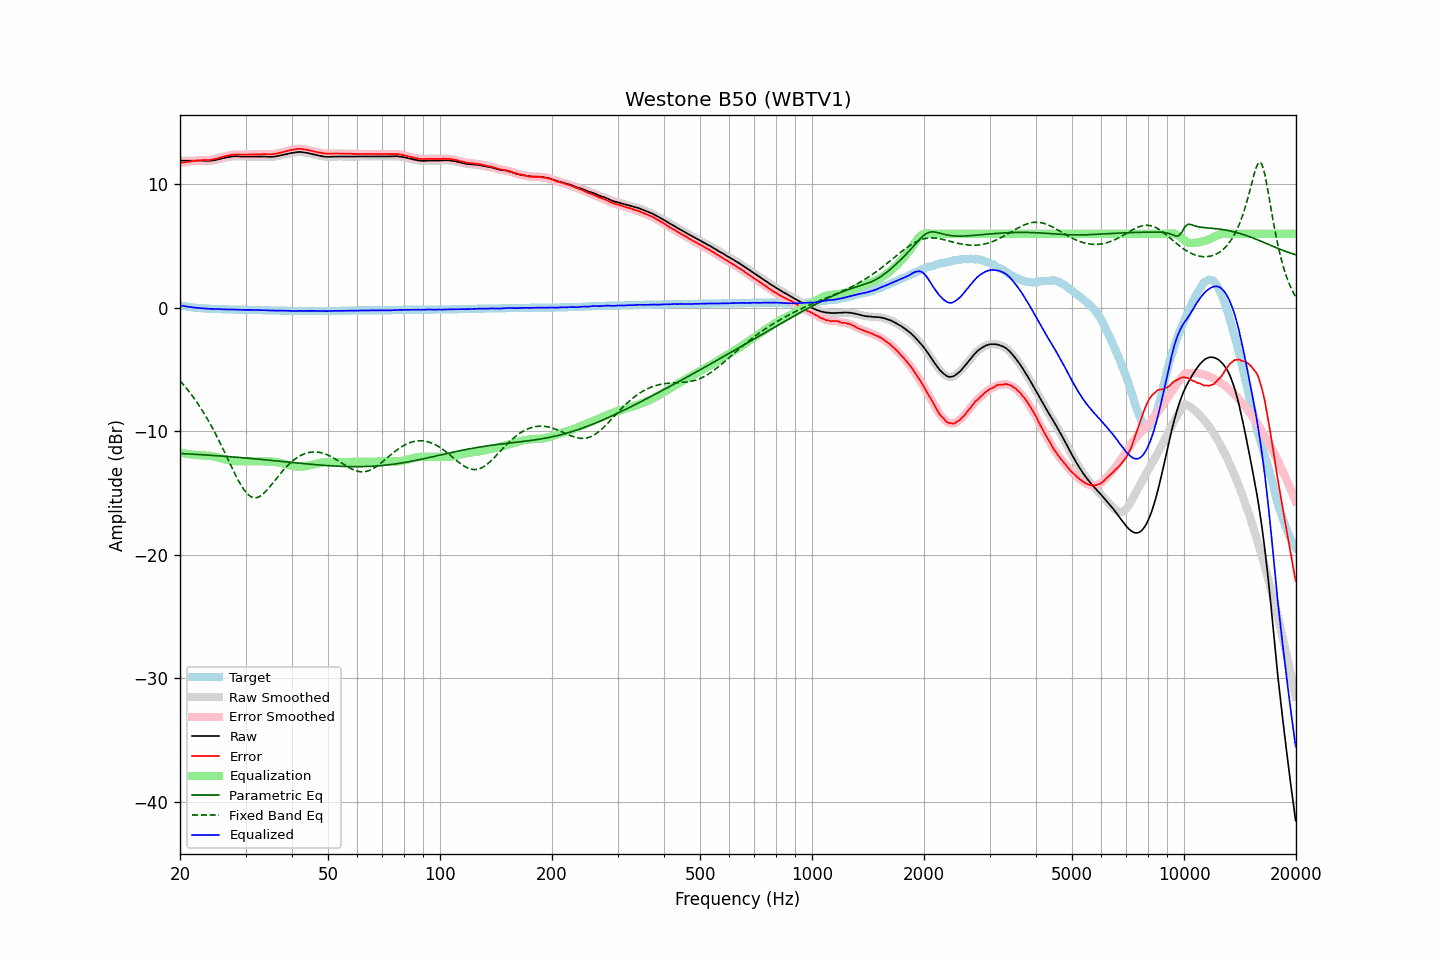 Westone B50 (WBTV1)
Amplitude (dBr)
10
0
−10
−20
−30
−40
Target
Raw Smoothed
Error Smoothed
Raw
Error
Equalization
Parametric Eq
Fixed Band Eq
Equalized
20 50 100 200 500 1000 2000 5000 10000 20000
Frequency (Hz)